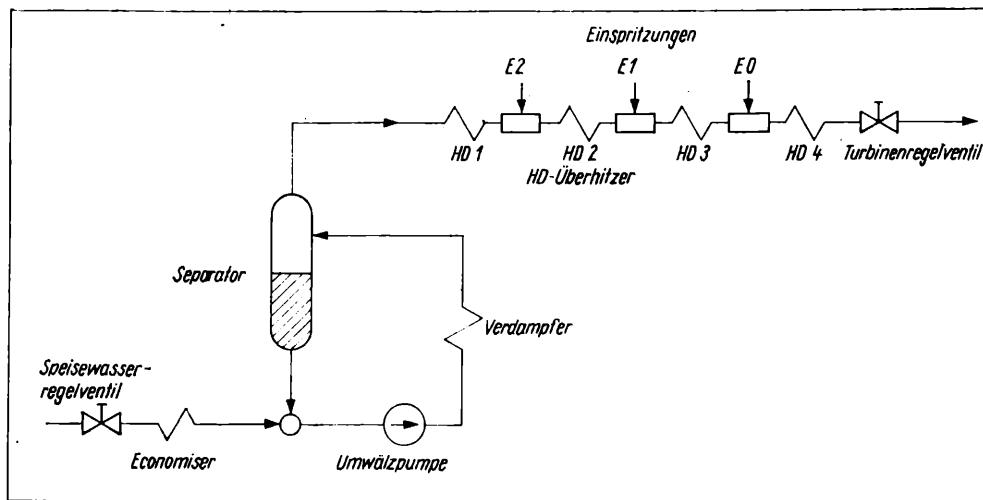 Einspritzungen
E2
E1
E0
HD 1
HD 2
HD 3
HD 4
Turbinenregelventil
HD-Überhitzer
Separator
Verdampfer
Speisewasser-
regelventil
Economiser
Umwälzpumpe